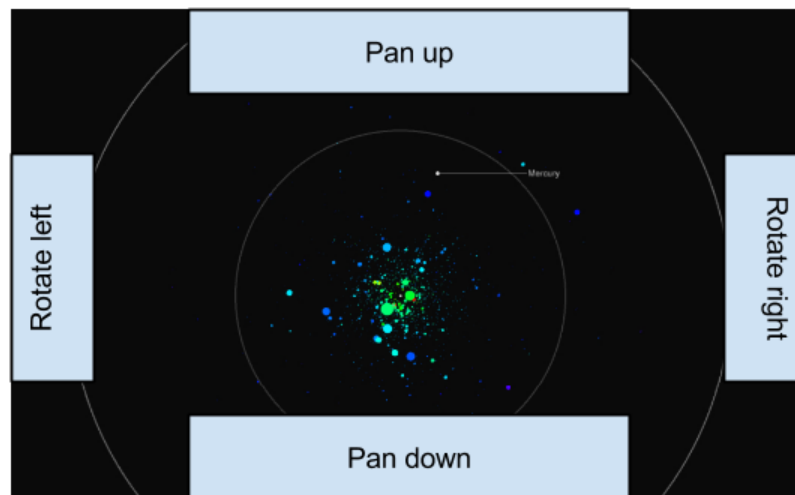 Pan up
Mercury
Rotate left
Rotate right
Pan down